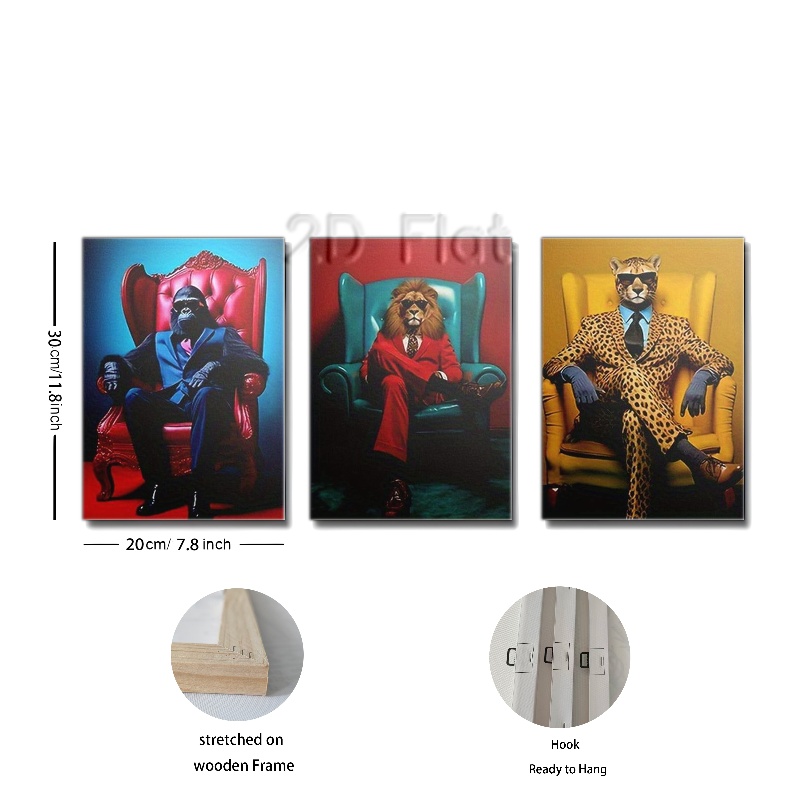 2D Flat
30cm/11.8inch
20cm/ 7.8 inch
stretched on
wooden Frame
Hook
Ready to Hang